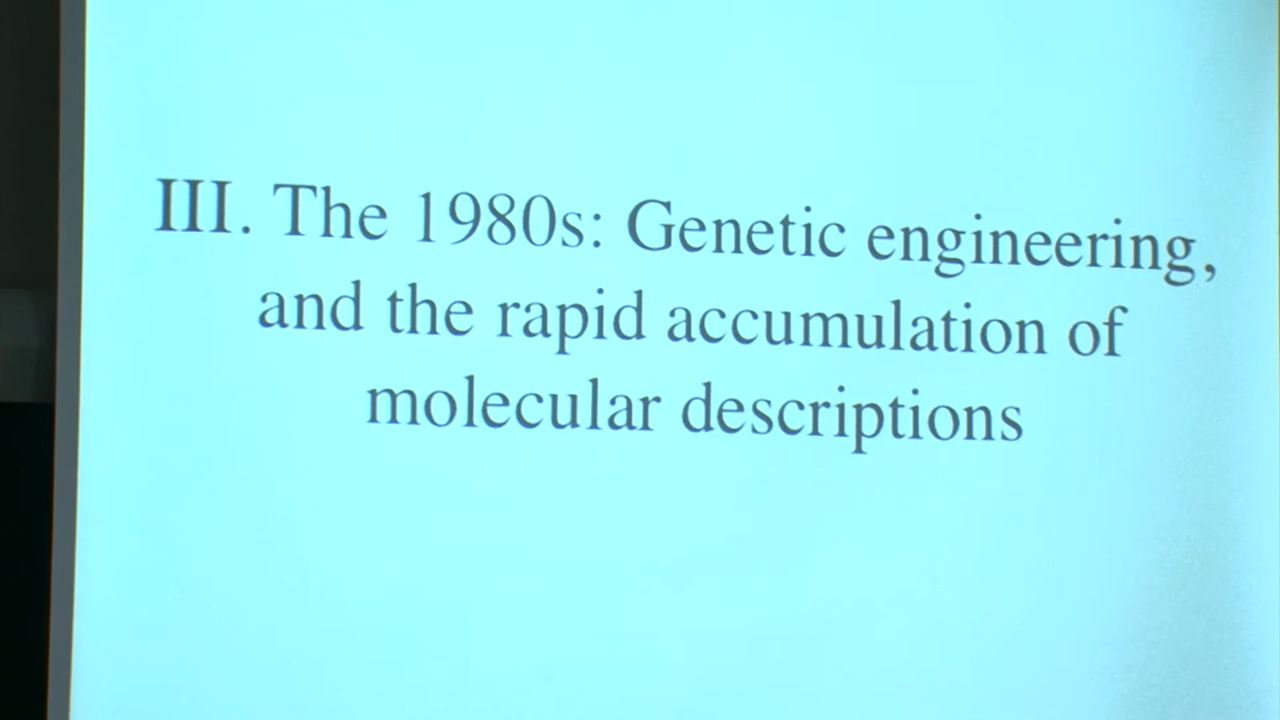 III. The 1980s: Genetic engineering,
and the rapid accumulation of
molecular descriptions